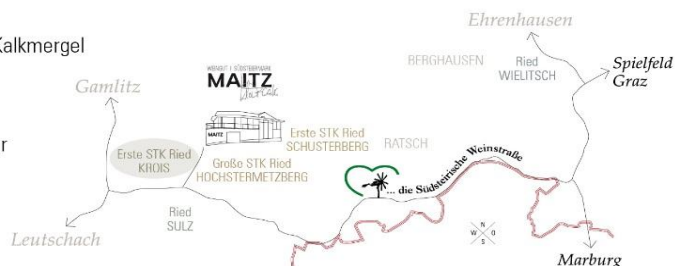 Kalkmergel
r
Ehrenhausen
BERGHAUSEN
Ried
WIELITSCH
Spielfeld
Graz
Gamlitz
WEINGUT | SÜDSTEIERMARK
MAITZ
MAITZ
Erste STK Ried
SCHUSTERBERG
RATSCH
Erste STK Ried
KROIS
Große STK Ried
HOCHSTERMETZBERG
... die Südsteirische Weinstraße
Ried
SULZ
Leutschach
N
W O
S
Marburg